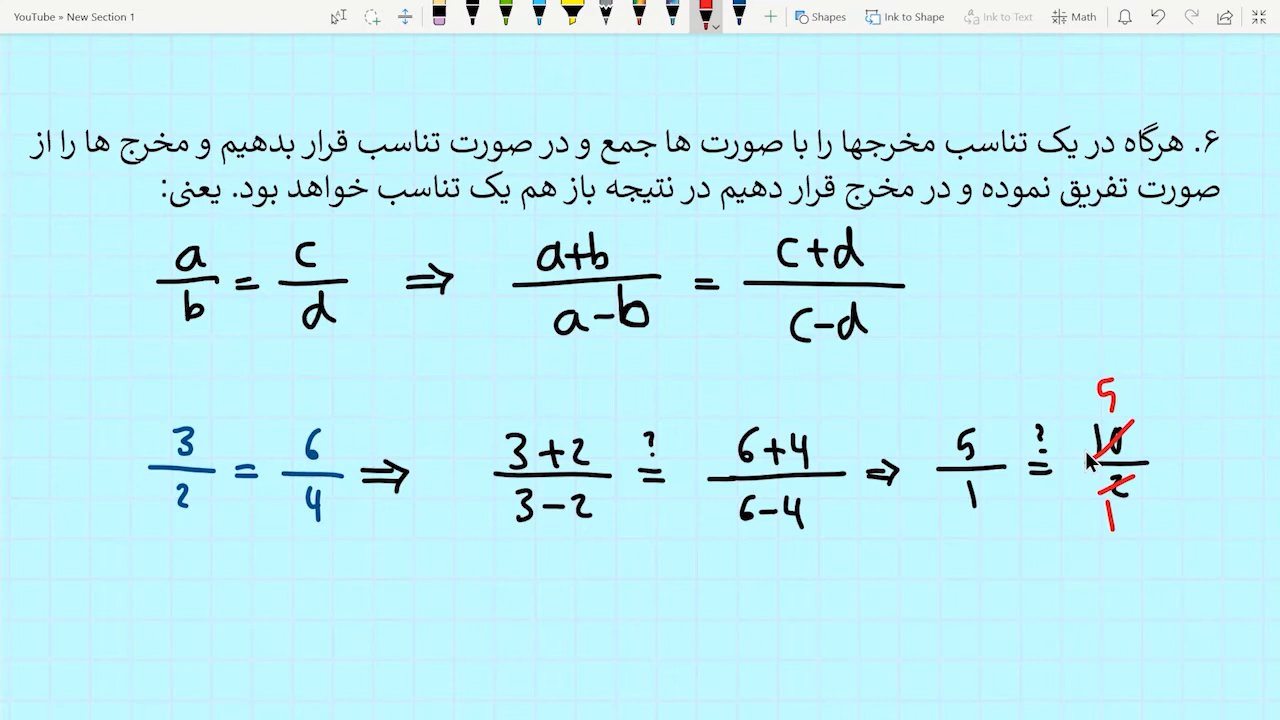 YouTube » New Section 1
Shapes Ink to Shape Ink to Text Math
۶. هرگاه در یک تناسب مخرجها را با صورت ها جمع و در صورت تناسب قرار بدهیم و مخرج ها را از
صورت تفریق نموده و در مخرج قرار دهیم در نتیجه باز هم یک تناسب خواهد بود. یعنی:
a/b = c/d ⇒ a+b/a-b = c+d/c-d
3/2 = 6/4 ⇒ 3+2/3-2 ?= 6+4/6-4 ⇒ 5/1 ?= 10/2 5 1